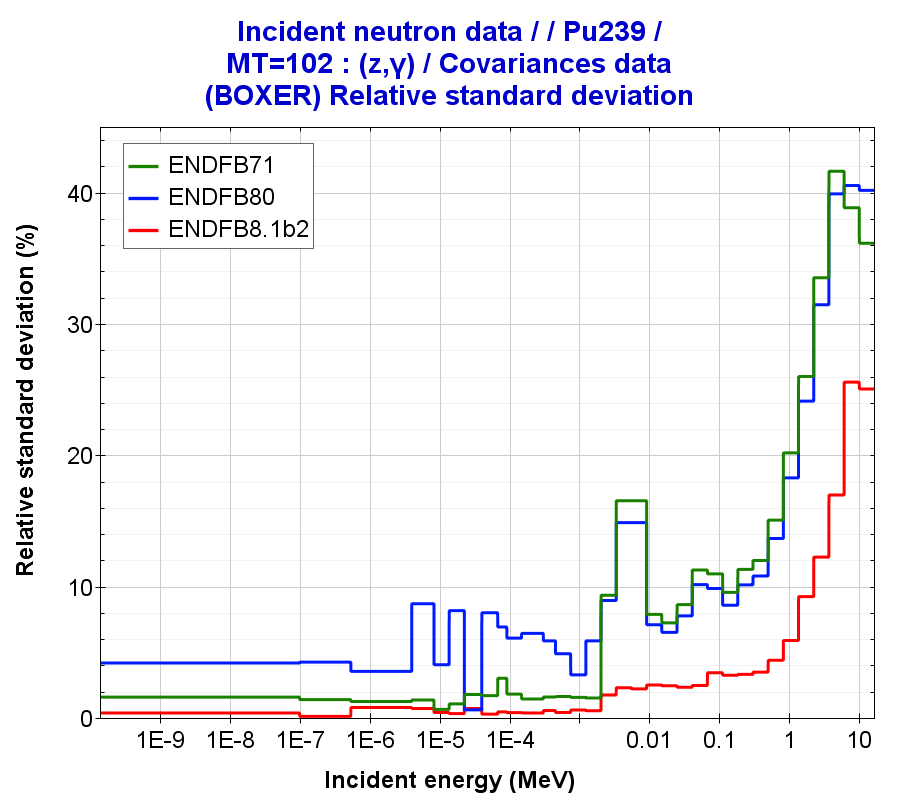 Incident neutron data / / Pu239 /
MT=102 : (z,γ) / Covariances data
(BOXER) Relative standard deviation
ENDFB71
ENDFB80
ENDFB8.1b2
Relative standard deviation (%)
40
30
20
10
0
1E-9 1E-8 1E-7 1E-6 1E-5 1E-4 0.01 0.1 1 10
Incident energy (MeV)